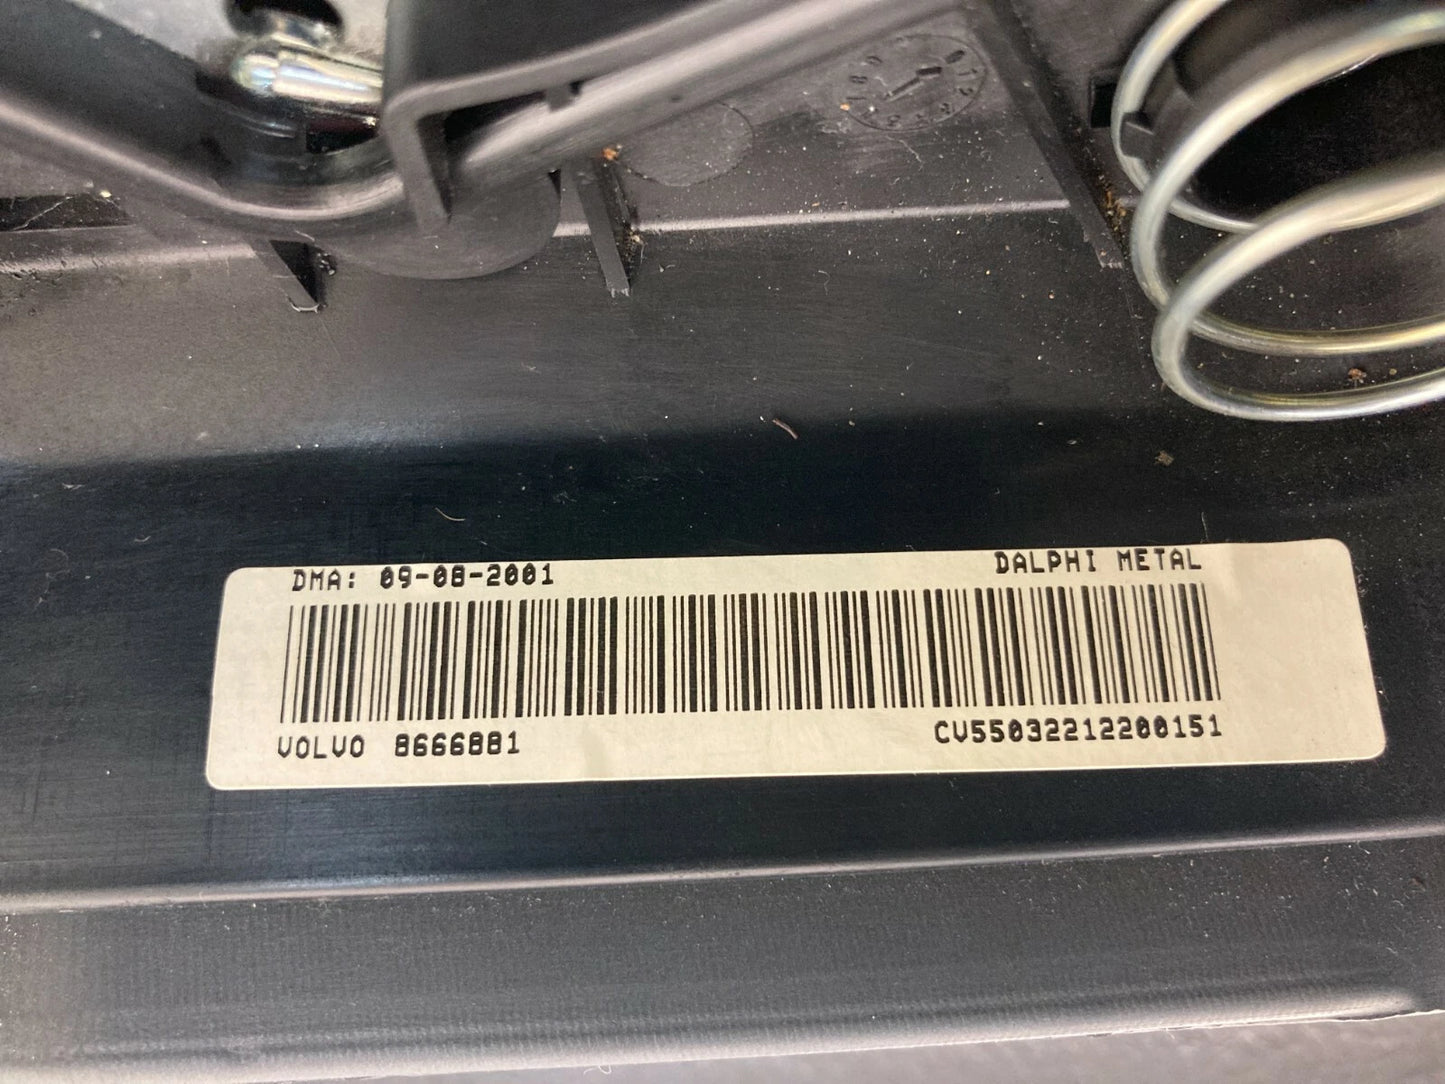 DMA: 09-08-2001 DALPHI METAL
VOLVO 8666881 CV55032212200151